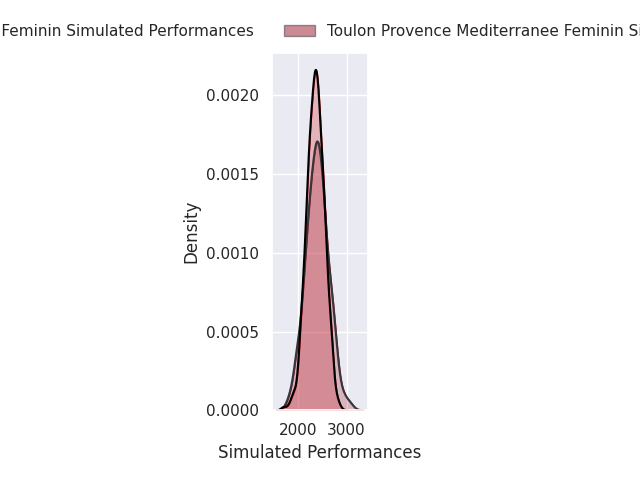 Feminin Simulated Performances
Toulon Provence Mediterranee Feminin Si
0.0020
0.0015
0.0010
0.0005
0.0000
Density
2000 3000
Simulated Performances